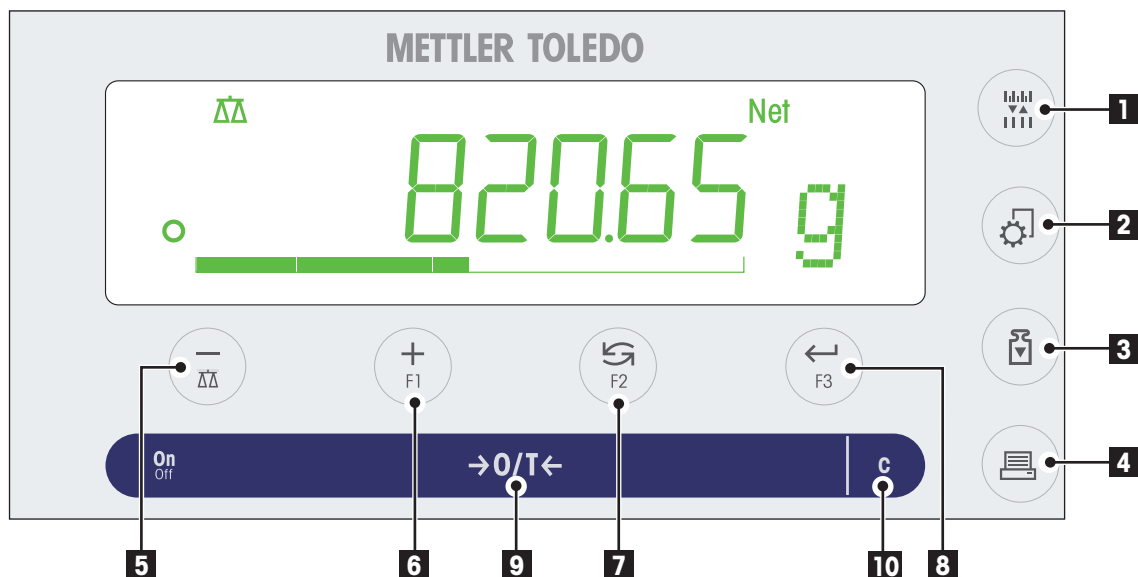 METTLER TOLEDO
Net
820.65 g
1
2
3
4
F1
F2
F3
On
Off
→0/T←
C
5
6
9
7
10
8